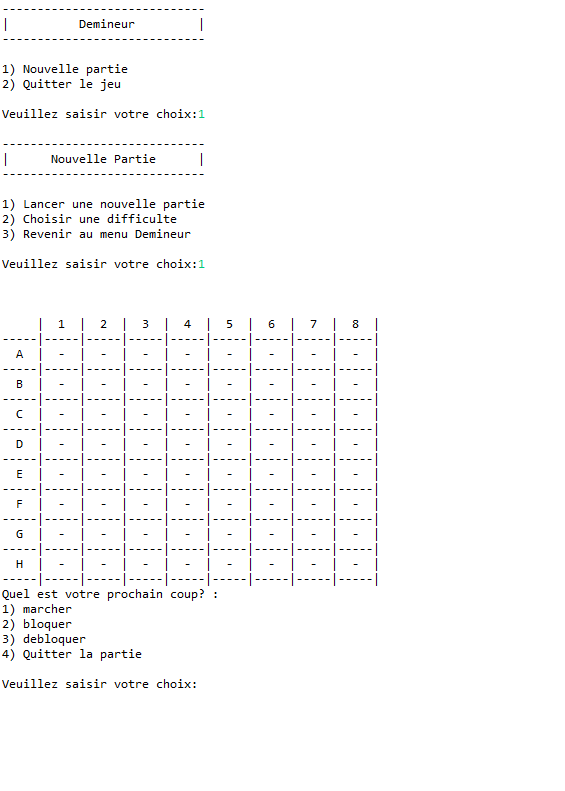 -----------------------------
|          Demineur         |
-----------------------------
1) Nouvelle partie
2) Quitter le jeu
Veuillez saisir votre choix:1
-----------------------------
|      Nouvelle Partie      |
-----------------------------
1) Lancer une nouvelle partie
2) Choisir une difficulte
3) Revenir au menu Demineur
Veuillez saisir votre choix:1
     |  1  |  2  |  3  |  4  |  5  |  6  |  7  |  8  |
-----|-----|-----|-----|-----|-----|-----|-----|-----|
  A  |  -  |  -  |  -  |  -  |  -  |  -  |  -  |  -  |
-----|-----|-----|-----|-----|-----|-----|-----|-----|
  B  |  -  |  -  |  -  |  -  |  -  |  -  |  -  |  -  |
-----|-----|-----|-----|-----|-----|-----|-----|-----|
  C  |  -  |  -  |  -  |  -  |  -  |  -  |  -  |  -  |
-----|-----|-----|-----|-----|-----|-----|-----|-----|
  D  |  -  |  -  |  -  |  -  |  -  |  -  |  -  |  -  |
-----|-----|-----|-----|-----|-----|-----|-----|-----|
  E  |  -  |  -  |  -  |  -  |  -  |  -  |  -  |  -  |
-----|-----|-----|-----|-----|-----|-----|-----|-----|
  F  |  -  |  -  |  -  |  -  |  -  |  -  |  -  |  -  |
-----|-----|-----|-----|-----|-----|-----|-----|-----|
  G  |  -  |  -  |  -  |  -  |  -  |  -  |  -  |  -  |
-----|-----|-----|-----|-----|-----|-----|-----|-----|
  H  |  -  |  -  |  -  |  -  |  -  |  -  |  -  |  -  |
-----|-----|-----|-----|-----|-----|-----|-----|-----|
Quel est votre prochain coup? :
1) marcher
2) bloquer
3) debloquer
4) Quitter la partie
Veuillez saisir votre choix: